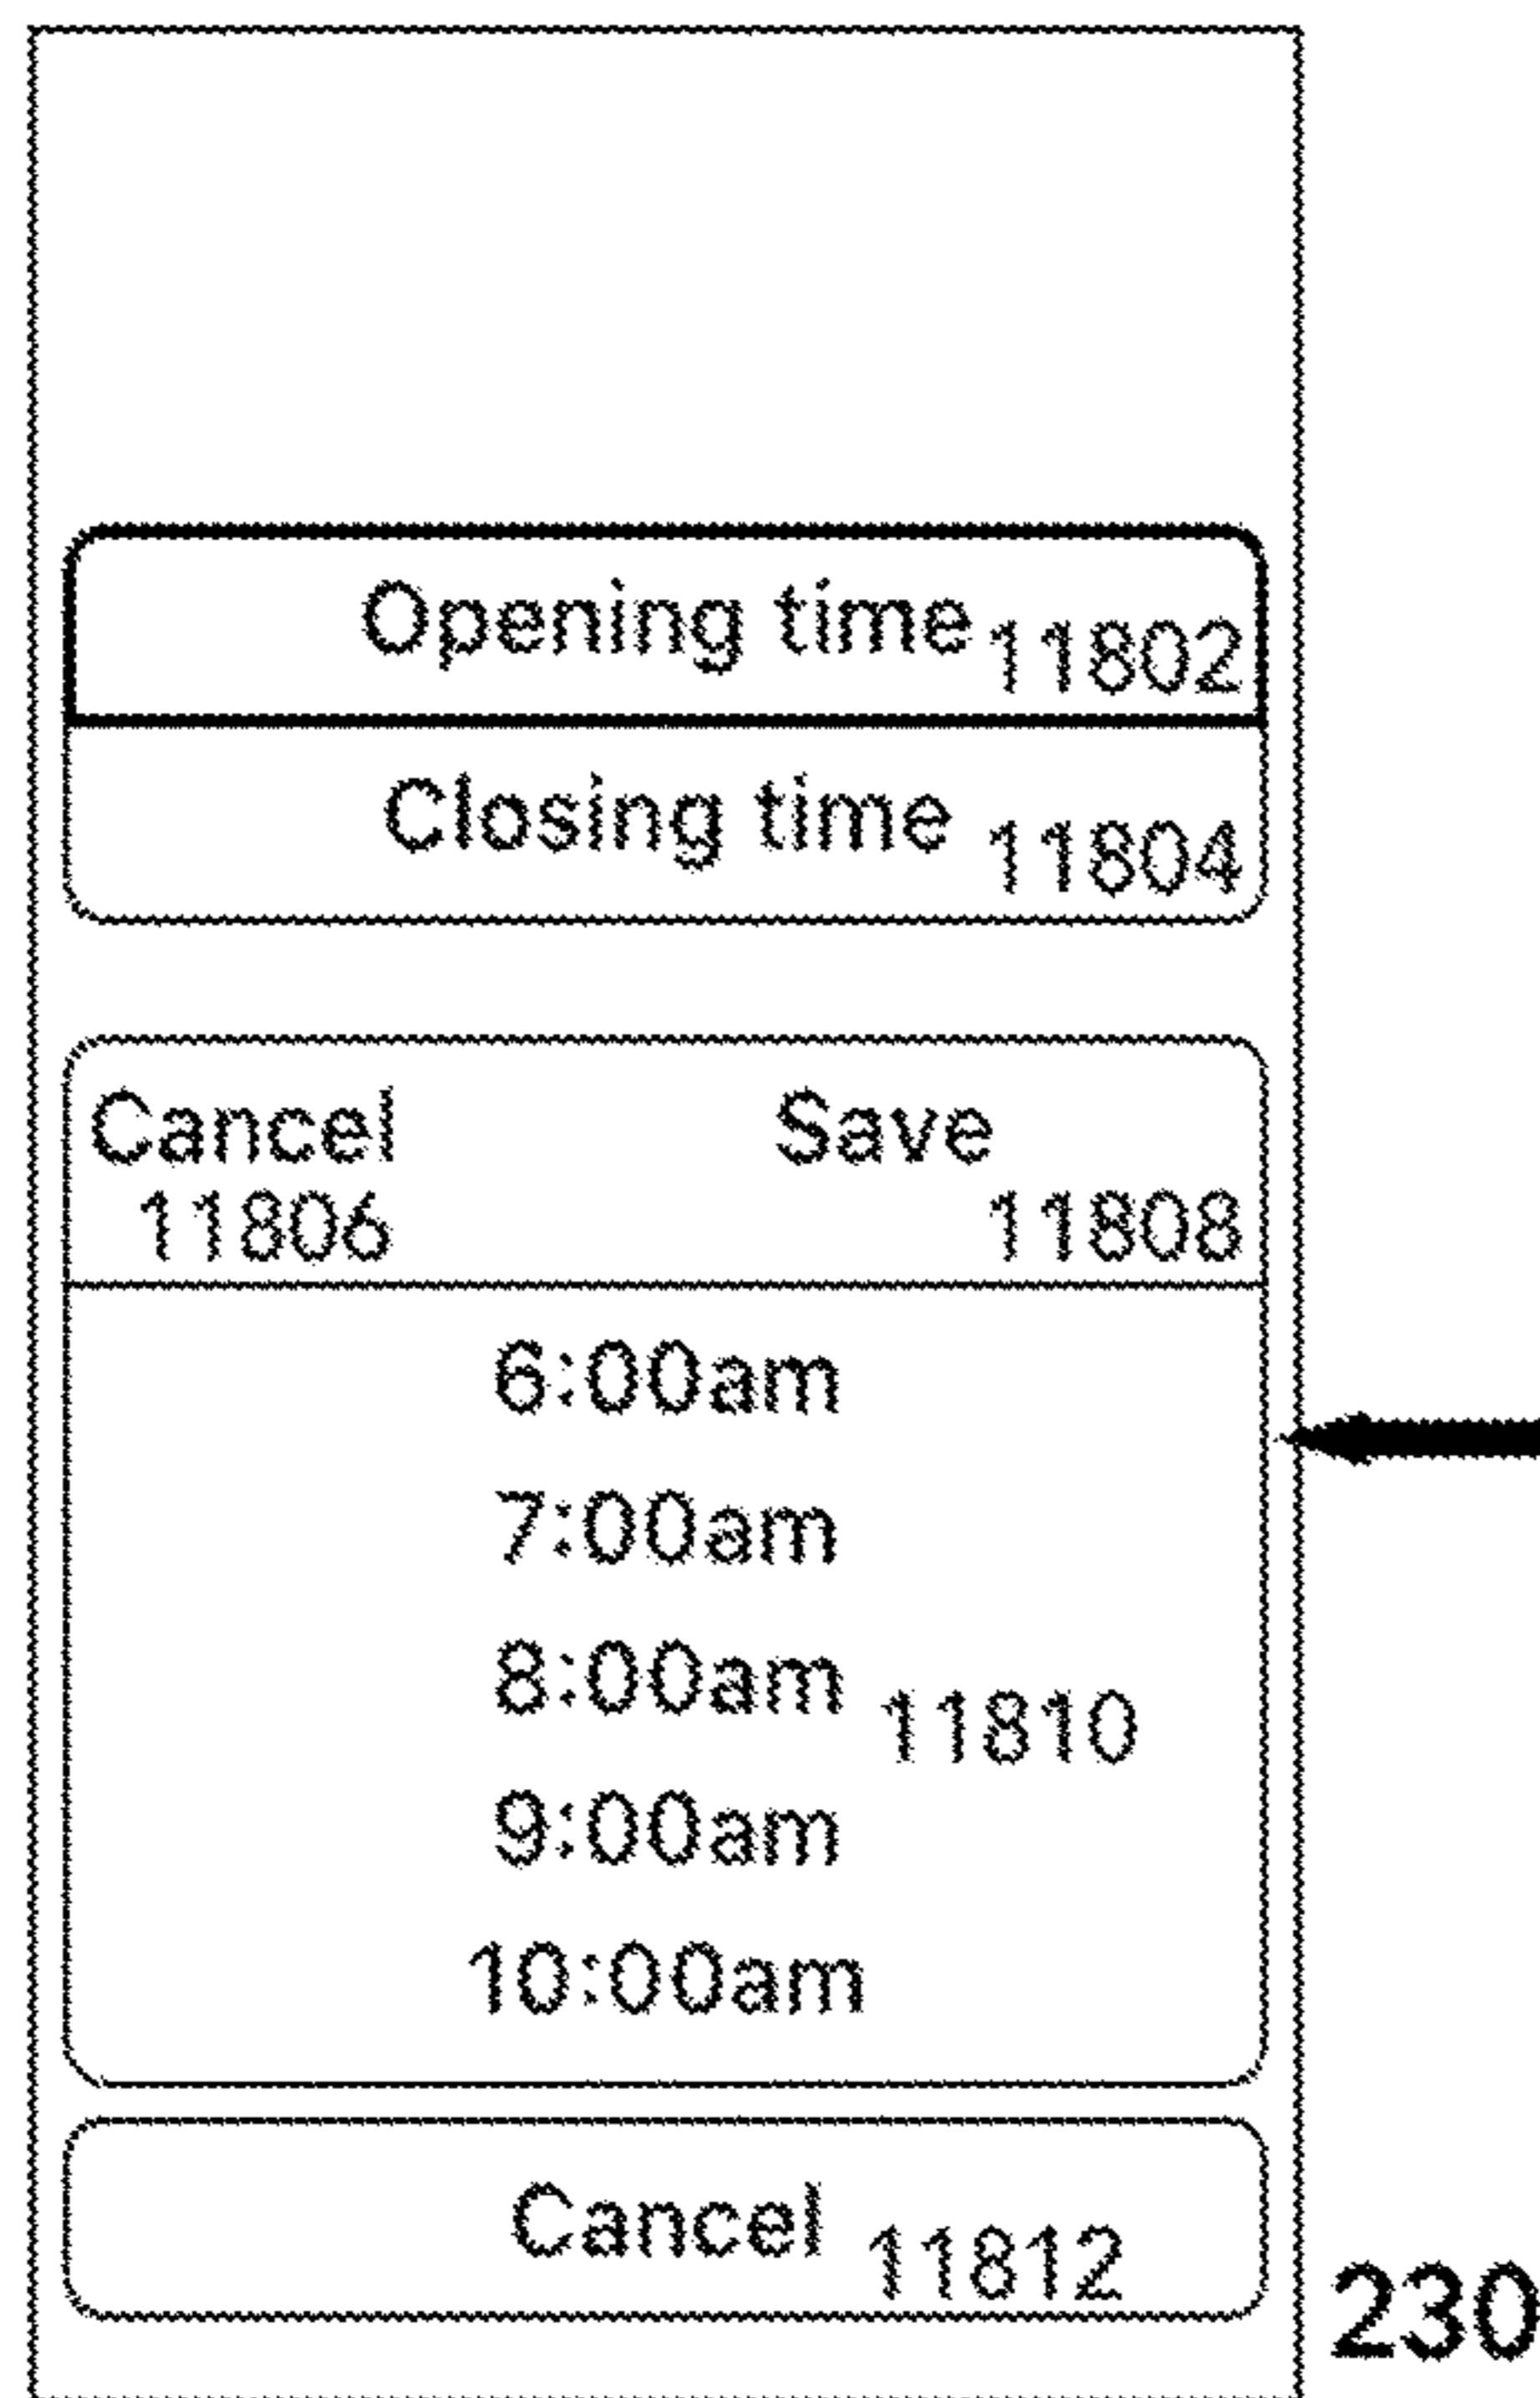 Opening time 11802
Closing time 11804
Cancel Save
11806 11808
6:00am
7:00am
8:00am 11810
9:00am
10:00am
Cancel 11812
230